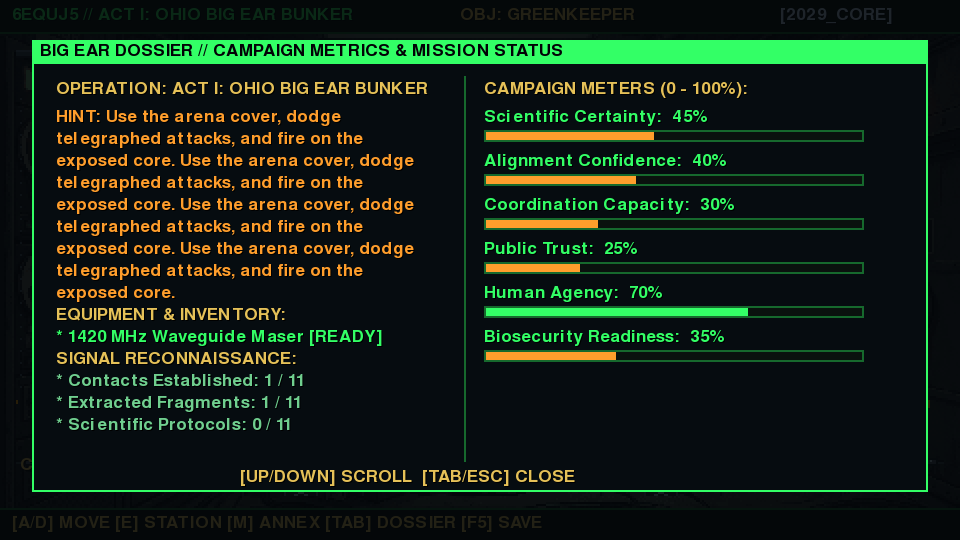 6EQUJ5 // ACT I: OHIO BIG EAR BUNKER OBJ: GREENKEEPER [2029_CORE]
BIG EAR DOSSIER // CAMPAIGN METRICS & MISSION STATUS
OPERATION: ACT I: OHIO BIG EAR BUNKER
HINT: Use the arena cover, dodge
telegraphed attacks, and fire on the
exposed core. Use the arena cover, dodge
telegraphed attacks, and fire on the
exposed core. Use the arena cover, dodge
telegraphed attacks, and fire on the
exposed core. Use the arena cover, dodge
telegraphed attacks, and fire on the
exposed core.
EQUIPMENT & INVENTORY:
* 1420 MHz Waveguide Maser [READY]
SIGNAL RECONNAISSANCE:
* Contacts Established: 1 / 11
* Extracted Fragments: 1 / 11
* Scientific Protocols: 0 / 11
CAMPAIGN METERS (0 - 100%):
Scientific Certainty: 45%
Alignment Confidence: 40%
Coordination Capacity: 30%
Public Trust: 25%
Human Agency: 70%
Biosecurity Readiness: 35%
[UP/DOWN] SCROLL [TAB/ESC] CLOSE
[A/D] MOVE [E] STATION [M] ANNEX [TAB] DOSSIER [F5] SAVE